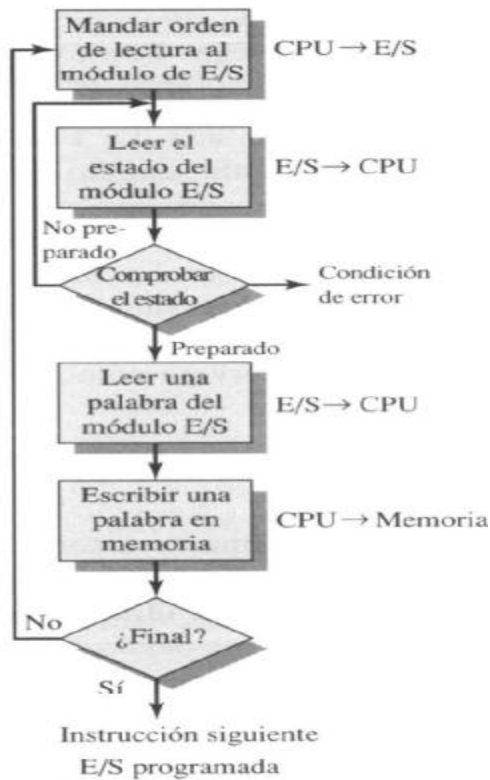 Mandar orden
de lectura al
módulo de E/S
CPU → E/S
Leer el
estado del
módulo E/S
E/S → CPU
No pre-
parado
Comprobar
el estado
Condición
de error
Preparado
Leer una
palabra del
módulo E/S
E/S → CPU
Escribir una
palabra en
memoria
CPU → Memoria
No
¿Final?
Sí
Instrucción siguiente
E/S programada